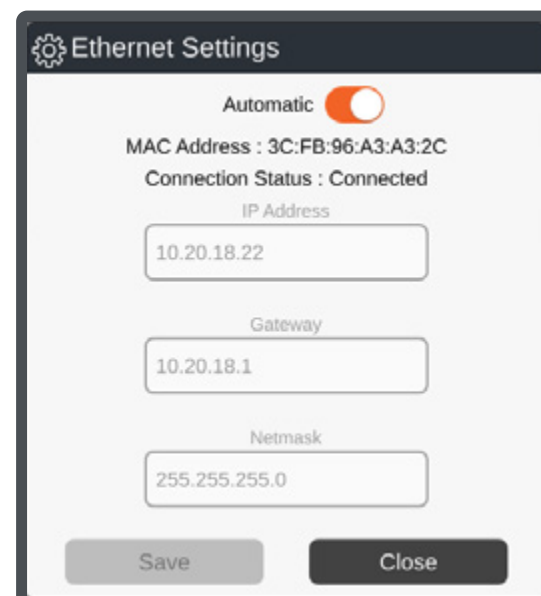 Ethernet Settings
Automatic
MAC Address : 3C:FB:96:A3:A3:2C
Connection Status : Connected
IP Address
10.20.18.22
Gateway
10.20.18.1
Netmask
255.255.255.0
Save Close